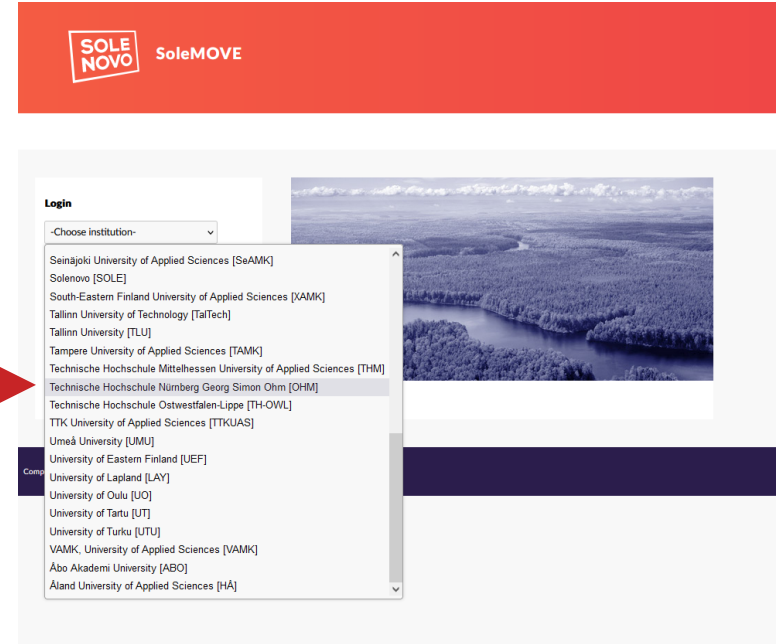 SOLE
NOVO
SoleMOVE
Login
-Choose institution-
Seinäjoki University of Applied Sciences [SeAMK]
Solenovo [SOLE]
South-Eastern Finland University of Applied Sciences [XAMK]
Tallinn University of Technology [TalTech]
Tallinn University [TLU]
Tampere University of Applied Sciences [TAMK]
Technische Hochschule Mittelhessen University of Applied Sciences [THM]
Technische Hochschule Nürnberg Georg Simon Ohm [OHM]
Technische Hochschule Ostwestfalen-Lippe [TH-OWL]
TTK University of Applied Sciences [TTKUAS]
Umeå University [UMU]
University of Eastern Finland [UEF]
Comp
University of Lapland [LAY]
University of Oulu [UO]
University of Tartu [UT]
University of Turku [UTU]
VAMK, University of Applied Sciences [VAMK]
Åbo Akademi University [ABO]
Åland University of Applied Sciences [HÅ]